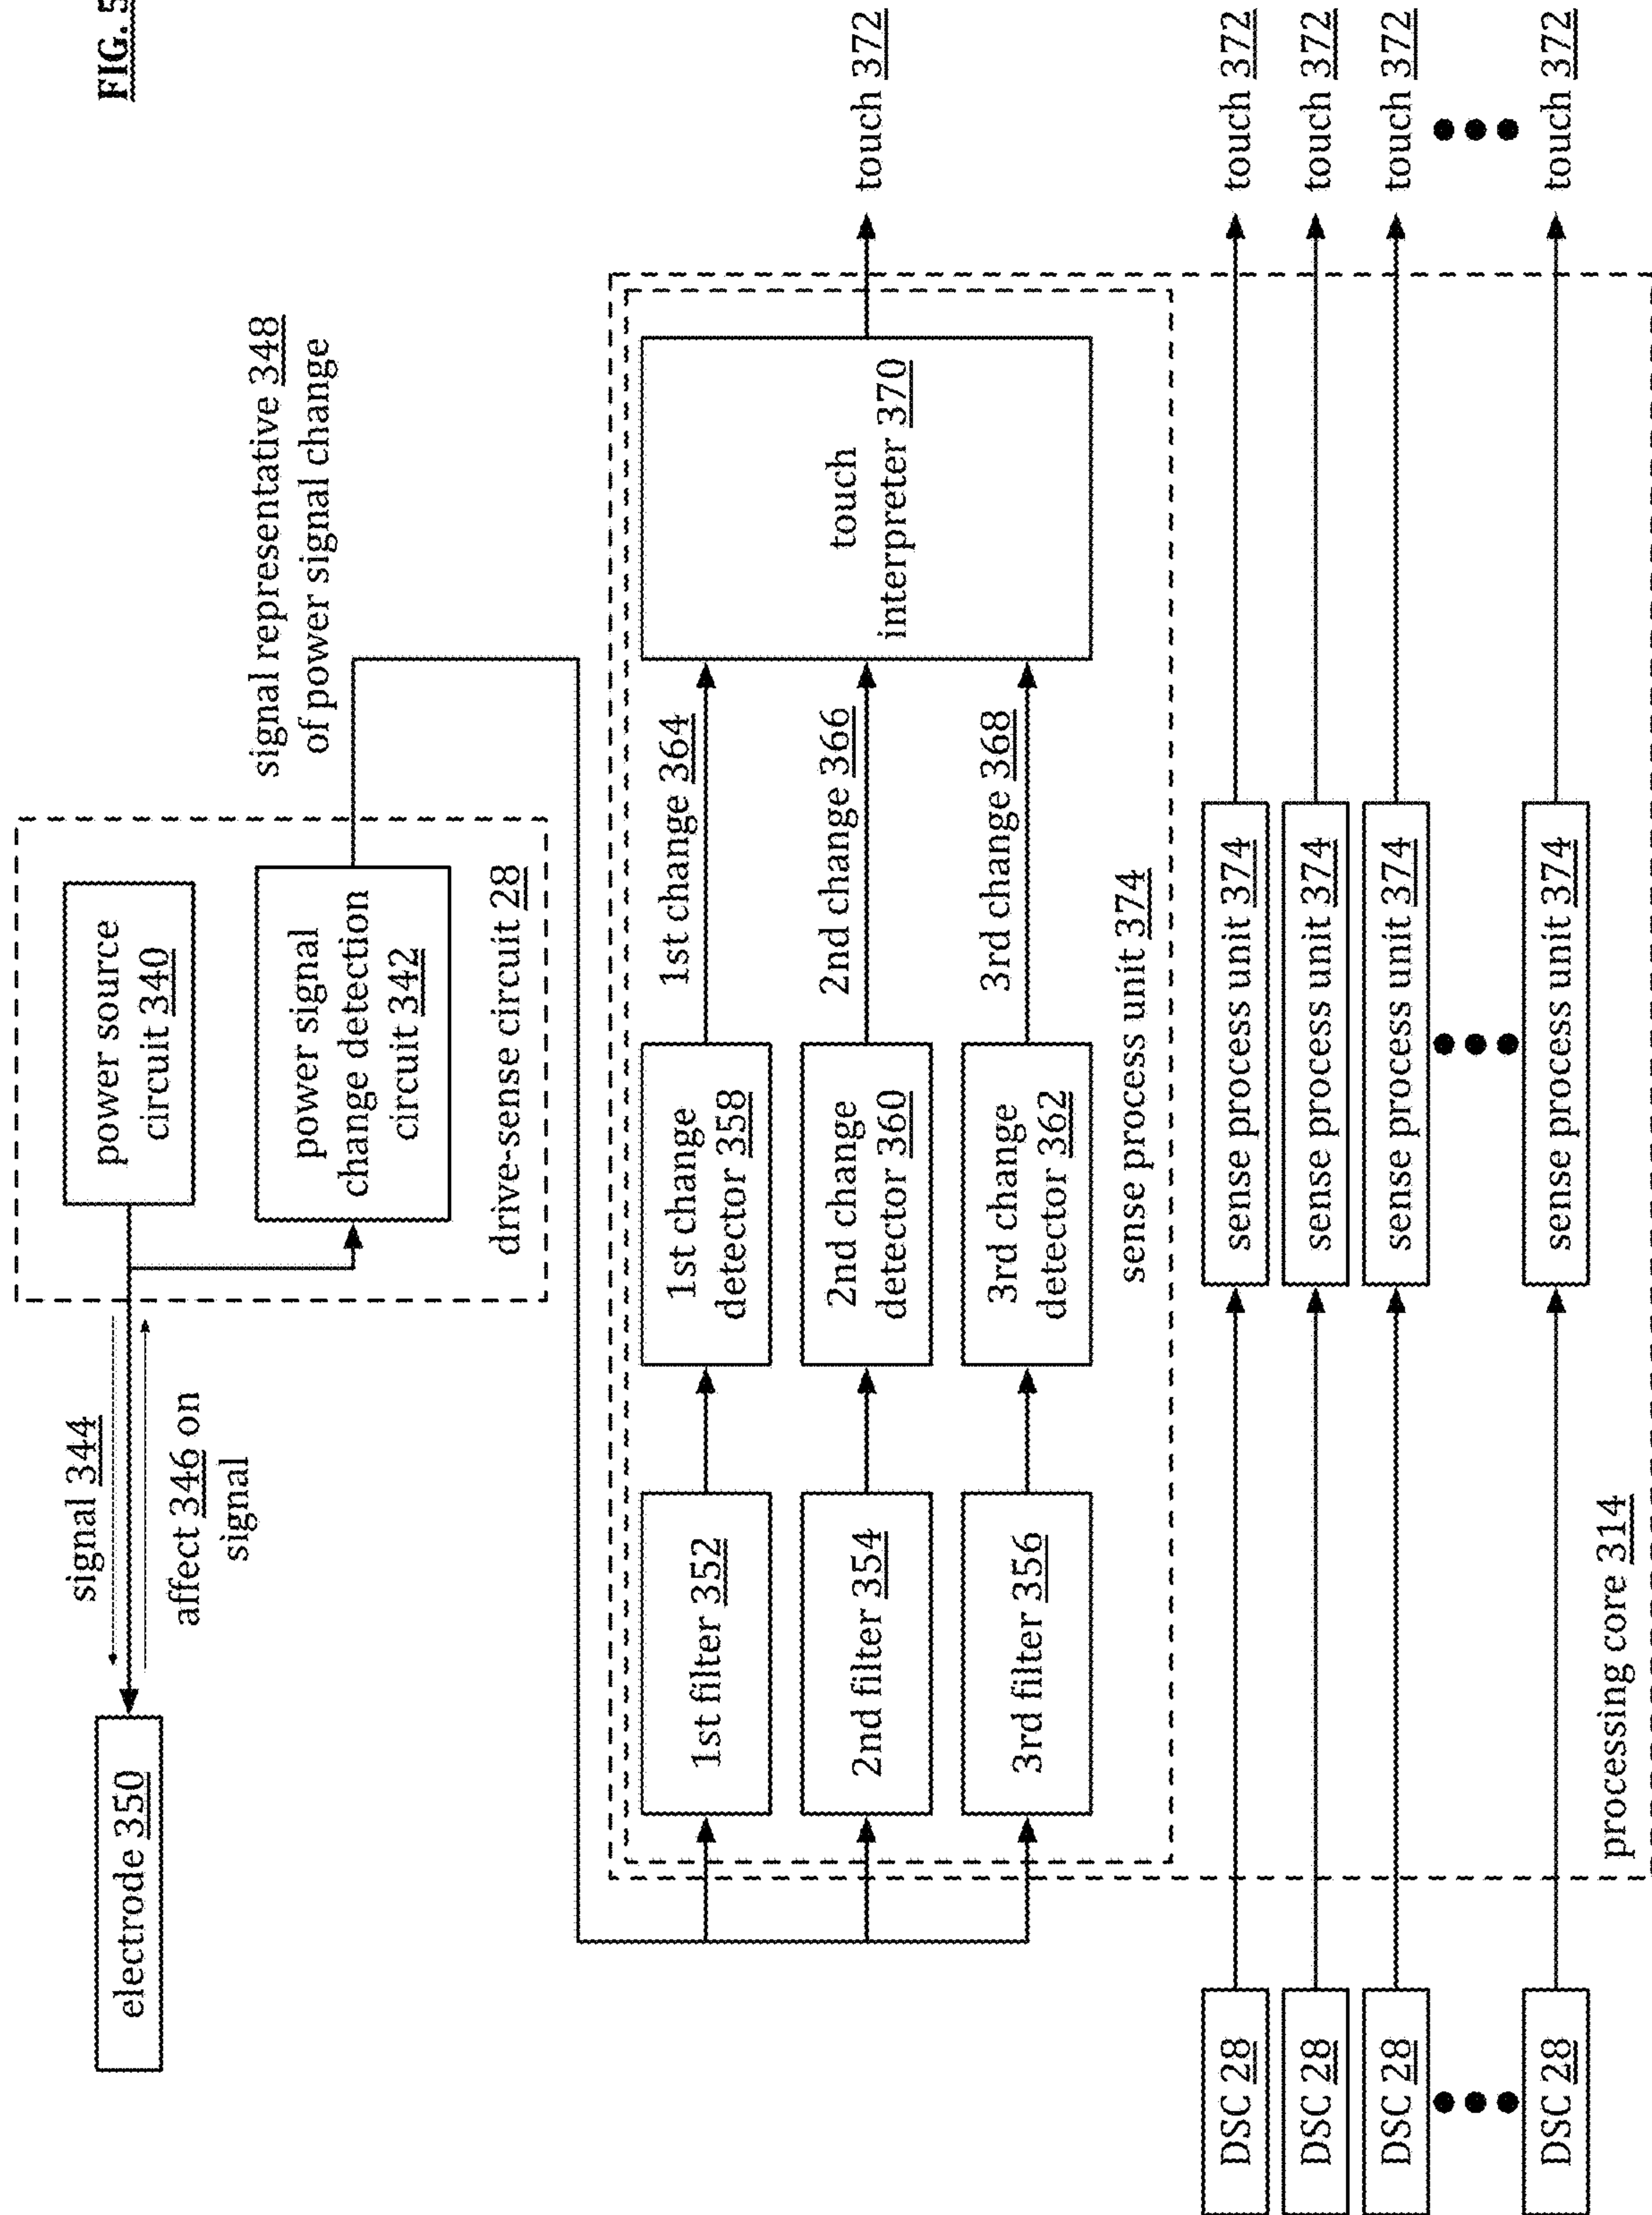 FIG. 5
electrode 350
signal 344
affect 346 on
signal
power source
circuit 340
power signal
change detection
circuit 342
drive-sense circuit 28
signal representative 348
of power signal change
1st filter 352
1st change
detector 358
1st change 364
2nd filter 354
2nd change
detector 360
2nd change 366
3rd filter 356
3rd change
detector 362
3rd change 368
touch
interpreter 370
touch 372
sense process unit 374
DSC 28
sense process unit 374
touch 372
DSC 28
sense process unit 374
touch 372
DSC 28
sense process unit 374
touch 372
DSC 28
sense process unit 374
touch 372
processing core 314